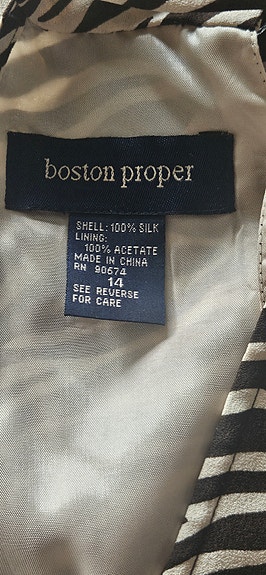 boston proper
SHELL: 100% SILK
LINING:
100% ACETATE
MADE IN CHINA
RN 90674
14
SEE REVERSE
FOR CARE